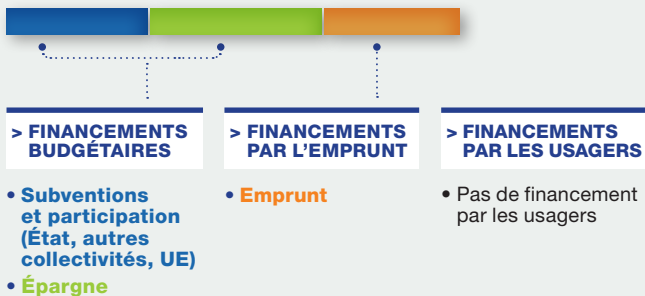 > FINANCEMENTS
BUDGÉTAIRES
• Subventions
et participation
(État, autres
collectivités, UE)
• Épargne
> FINANCEMENTS
PAR L'EMPRUNT
• Emprunt
> FINANCEMENTS
PAR LES USAGERS
• Pas de financement
par les usagers